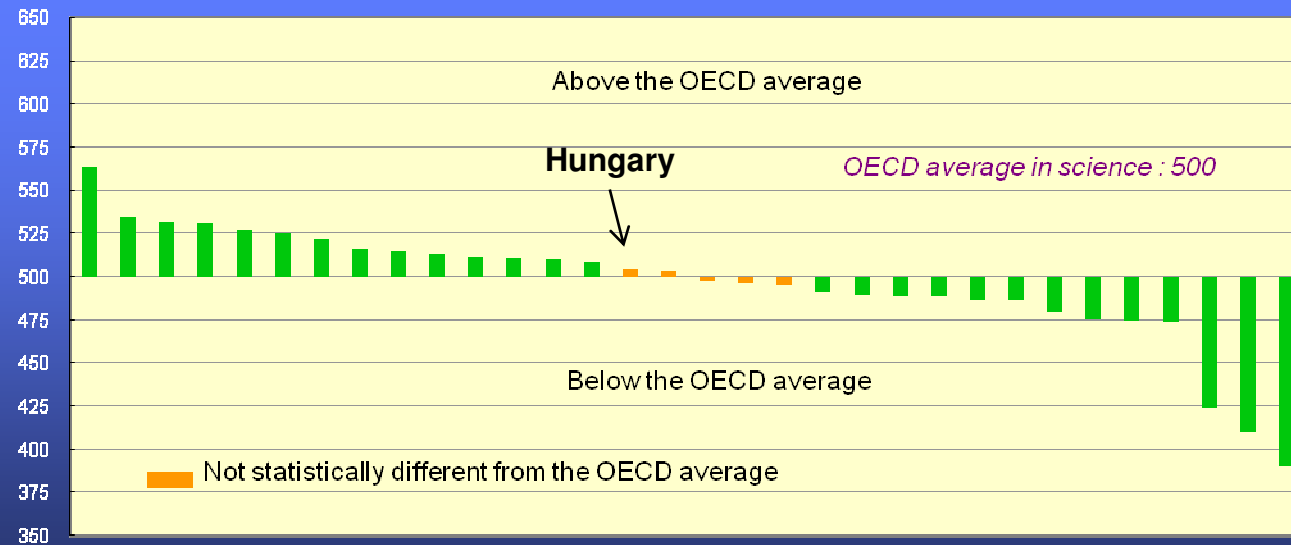 650
625
600
575
550
525
500
475
450
425
400
375
350
Above the OECD average
Hungary
OECD average in science : 500
Below the OECD average
Not statistically different from the OECD average